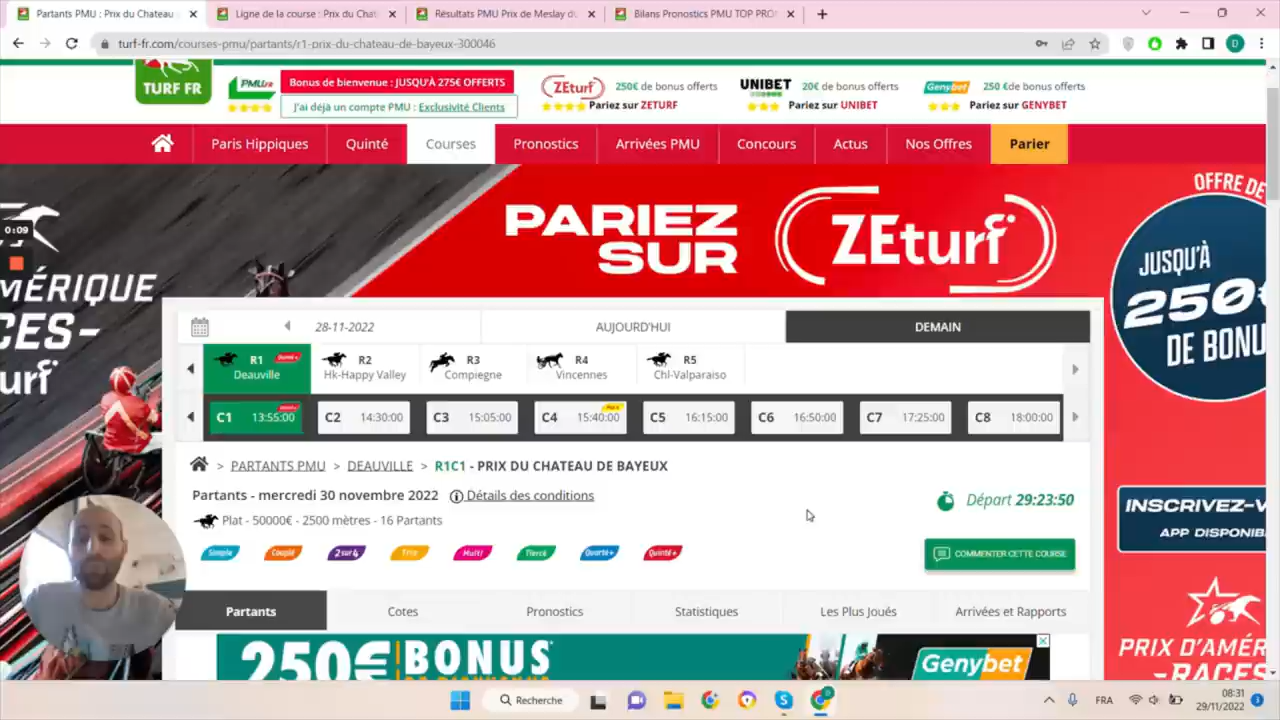 Partants PMU : Prix du Chateau
Ligne de la course : Prix du Chat
Résultats PMU Prix de Meslay du
Bilans Pronostics PMU TOP PRO
turf-fr.com/courses-pmu/partants/r1-prix-du-chateau-de-bayeux-300046
D
TURF FR
PMU.fr
Bonus de bienvenue : JUSQU'À 275€ OFFERTS
J'ai déjà un compte PMU : Exclusivité Clients
ZEturf
250€ de bonus offerts
Pariez sur ZETURF
UNIBET
20€ de bonus offerts
Pariez sur UNIBET
Genybet
250 €de bonus offerts
Pariez sur GENYBET
Paris Hippiques
Quinté
Courses
Pronostics
Arrivées PMU
Concours
Actus
Nos Offres
Parier
0:09
MÉRIQUE
CES-
urf
PARIEZ
SUR
ZEturf
OFFRE DE
JUSQU'À
250€
DE BONU
28-11-2022
AUJOURD'HUI
DEMAIN
R1
Deauville
R2
Hk-Happy Valley
R3
Compiegne
R4
Vincennes
R5
Chl-Valparaiso
C1 13:55:00
C2 14:30:00
C3 15:05:00
C4 15:40:00
C5 16:15:00
C6 16:50:00
C7 17:25:00
C8 18:00:00
> PARTANTS PMU > DEAUVILLE > R1C1 - PRIX DU CHATEAU DE BAYEUX
Partants - mercredi 30 novembre 2022
Détails des conditions
Départ 29:23:50
Plat - 50000€ - 2500 mètres - 16 Partants
Simple
Couplé
2sur4
Trio
Multi
Tiercé
Quarté+
Quinté+
COMMENTER CETTE COURSE
INSCRIVEZ-V
APP DISPONIB
Partants
Cotes
Pronostics
Statistiques
Les Plus Joués
Arrivées et Rapports
250€
BONUS
Genybet
PRIX D'AMÉR
-RACES-
Recherche
FRA
08:31
29/11/2022